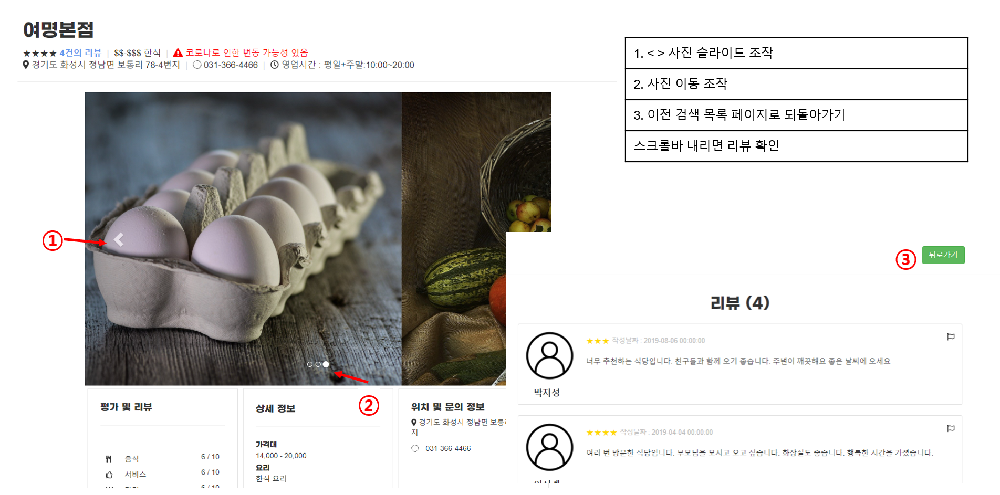 여명본점
★★★★ 4건의 리뷰 | $$-$$$ 한식 | 코로나로 인한 변동 가능성 있음
경기도 화성시 정남면 보통리 78-4번지 | 031-366-4466 | 영업시간 : 평일+주말:10:00~20:00
1. < > 사진 슬라이드 조작
2. 사진 이동 조작
3. 이전 검색 목록 페이지로 되돌아가기
스크롤바 내리면 리뷰 확인
①
②
평가 및 리뷰
음식 6 / 10
서비스 6 / 10
6 / 10
상세 정보
가격대
14,000 - 20,000
요리
한식 요리
위치 및 문의 정보
경기도 화성시 정남면 보통리
지
031-366-4466
③
뒤로가기
리뷰 (4)
★★★ 작성날짜 : 2019-08-06 00:00:00
너무 추천하는 식당입니다. 친구들과 함께 오기 좋습니다. 주변이 깨끗해요 좋은 날씨에 오세요
박지성
★★★★ 작성날짜 : 2019-04-04 00:00:00
여러 번 방문한 식당입니다. 부모님을 모시고 오고 싶습니다. 화장실도 좋습니다. 행복한 시간을 가졌습니다.